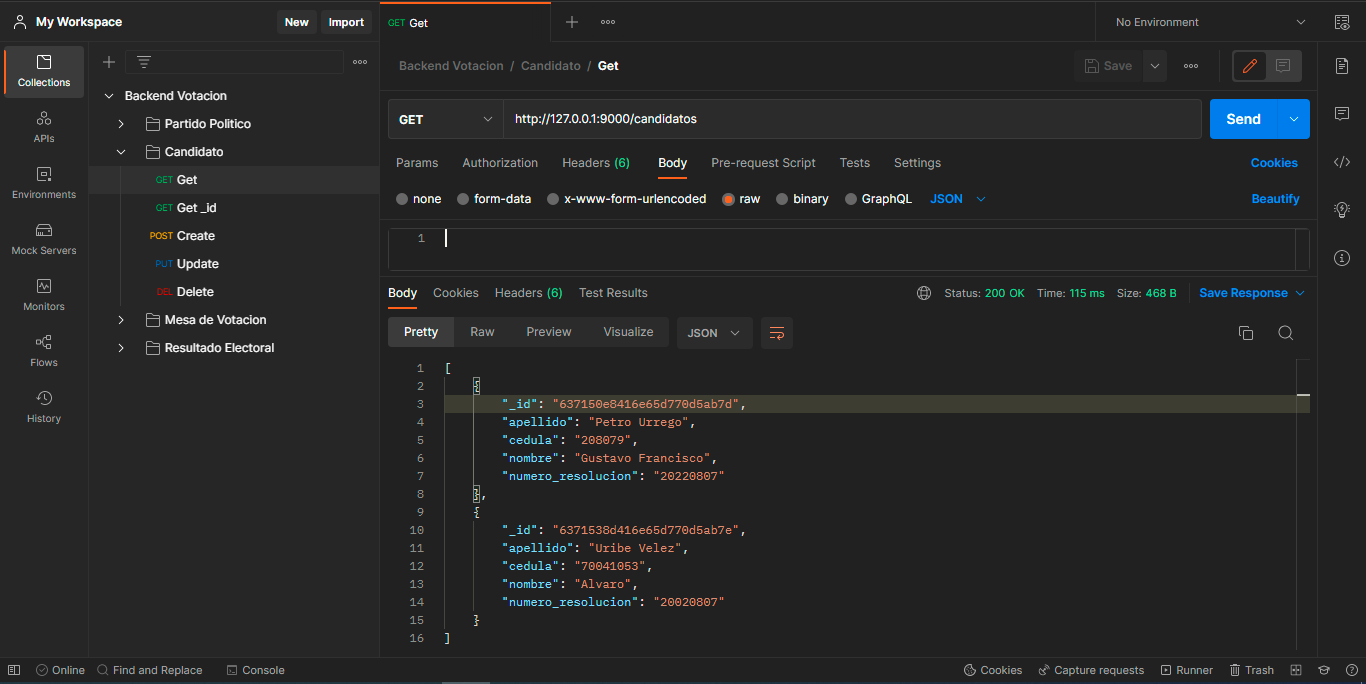 My Workspace New Import GET Get No Environment
Collections
Backend Votacion / Candidato / Get Save
Backend Votacion
GET http://127.0.0.1:9000/candidatos Send
Partido Politico
APIs
Candidato
Params Authorization Headers (6) Body Pre-request Script Tests Settings Cookies
GET Get
Environments
none form-data x-www-form-urlencoded raw binary GraphQL JSON Beautify
GET Get _id
POST Create
1
Mock Servers
PUT Update
DEL Delete
Body Cookies Headers (6) Test Results Status: 200 OK Time: 115 ms Size: 468 B Save Response
Monitors
Mesa de Votacion
Pretty Raw Preview Visualize JSON
Resultado Electoral
Flows
History
1 [
2 {
3 "_id": "637150e8416e65d770d5ab7d",
4 "apellido": "Petro Urrego",
5 "cedula": "208079",
6 "nombre": "Gustavo Francisco",
7 "numero_resolucion": "20220807"
8 },
9 {
10 "_id": "6371538d416e65d770d5ab7e",
11 "apellido": "Uribe Velez",
12 "cedula": "70041053",
13 "nombre": "Alvaro",
14 "numero_resolucion": "20020807"
15 }
16 ]
Online Find and Replace Console Cookies Capture requests Runner Trash